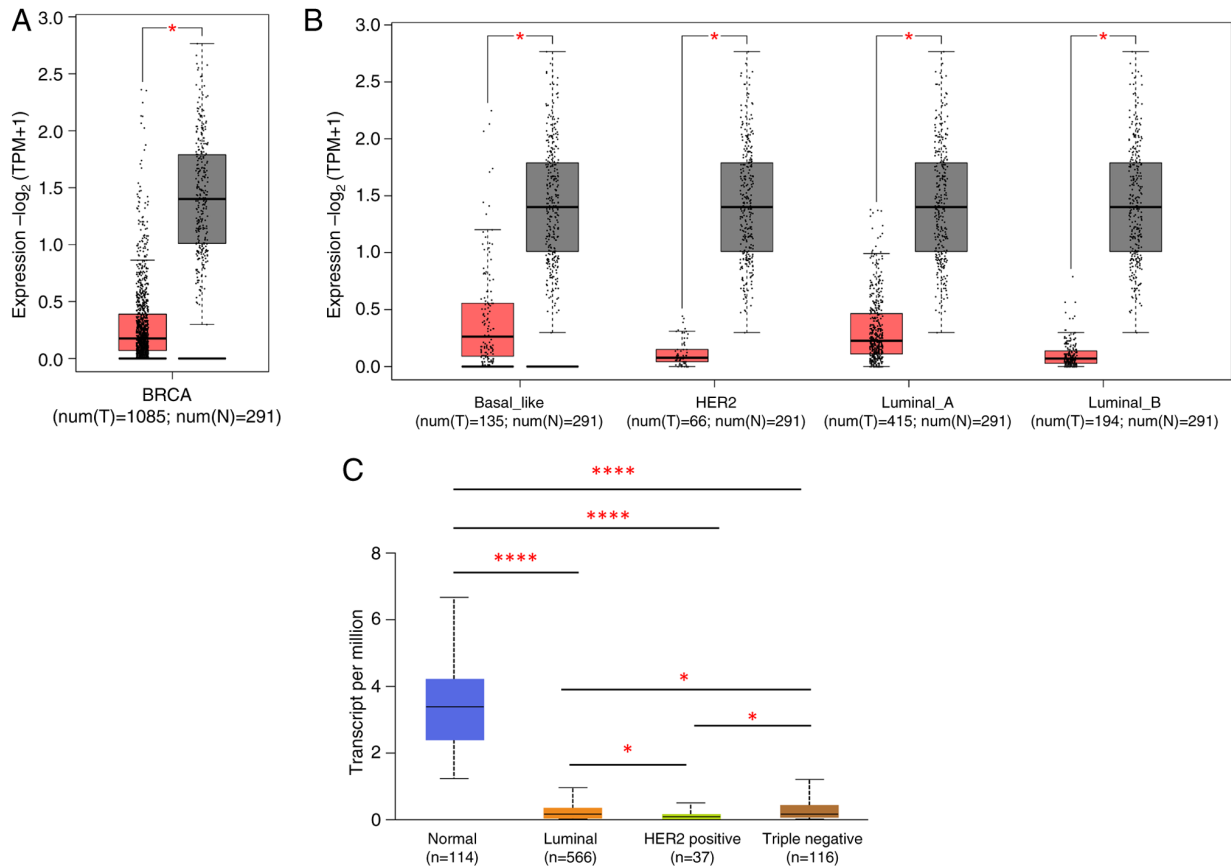 A
Expression −log2 (TPM+1)
3.0
2.5
2.0
1.5
1.0
0.5
0.0
*
BRCA
(num(T)=1085; num(N)=291)
B
Expression −log2 (TPM+1)
3.0
2.5
2.0
1.5
1.0
0.5
0.0
* * * *
Basal_like HER2 Luminal_A Luminal_B
(num(T)=135; num(N)=291) (num(T)=66; num(N)=291) (num(T)=415; num(N)=291) (num(T)=194; num(N)=291)
C
****
****
****
Transcript per million
8
6
4
2
0
*
*
*
Normal Luminal HER2 positive Triple negative
(n=114) (n=566) (n=37) (n=116)